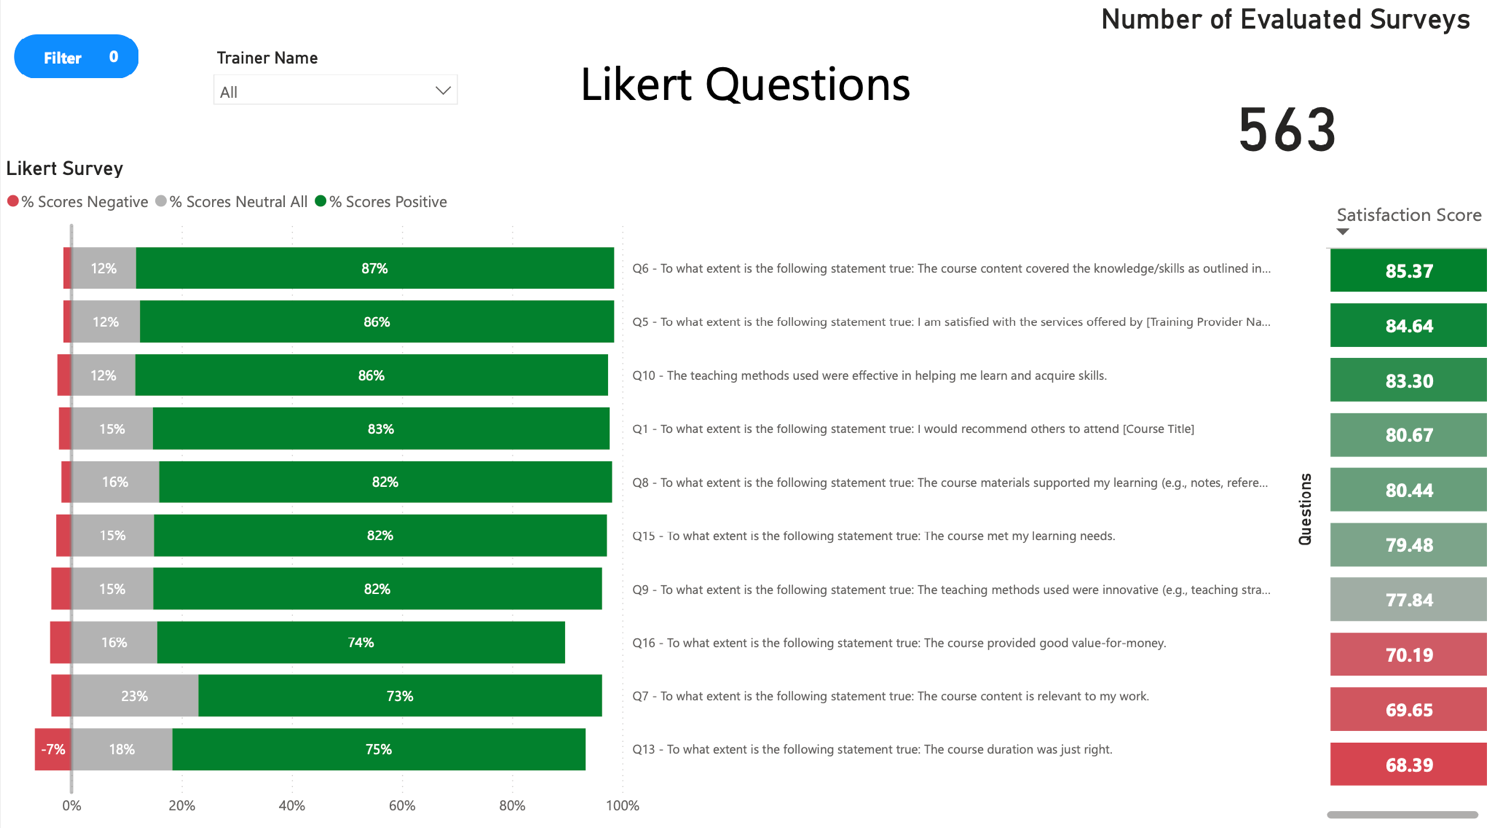 Number of Evaluated Surveys
Filter 0
Trainer Name
All
Likert Questions
563
Likert Survey
% Scores Negative % Scores Neutral All % Scores Positive
Satisfaction Score
12% 87% Q6 - To what extent is the following statement true: The course content covered the knowledge/skills as outlined in... 85.37
12% 86% Q5 - To what extent is the following statement true: I am satisfied with the services offered by [Training Provider Na... 84.64
12% 86% Q10 - The teaching methods used were effective in helping me learn and acquire skills. 83.30
15% 83% Q1 - To what extent is the following statement true: I would recommend others to attend [Course Title] 80.67
16% 82% Q8 - To what extent is the following statement true: The course materials supported my learning (e.g., notes, refere... 80.44
Questions
15% 82% Q15 - To what extent is the following statement true: The course met my learning needs. 79.48
15% 82% Q9 - To what extent is the following statement true: The teaching methods used were innovative (e.g., teaching stra... 77.84
16% 74% Q16 - To what extent is the following statement true: The course provided good value-for-money. 70.19
23% 73% Q7 - To what extent is the following statement true: The course content is relevant to my work. 69.65
-7% 18% 75% Q13 - To what extent is the following statement true: The course duration was just right. 68.39
0% 20% 40% 60% 80% 100%